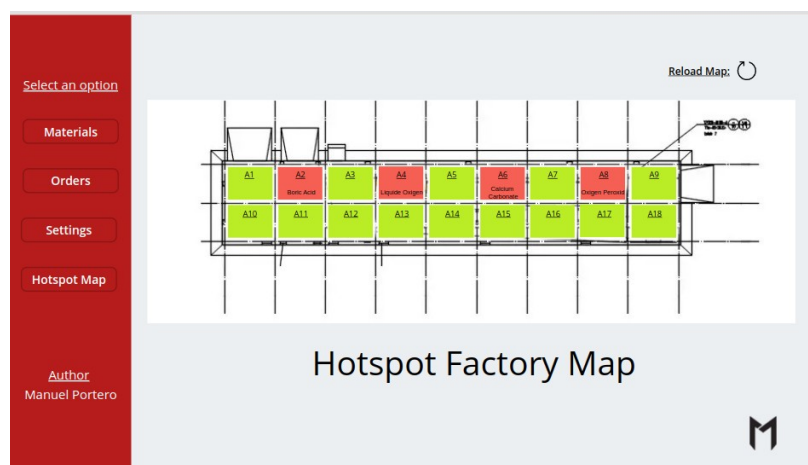 Select an option
Materials
Orders
Settings
Hotspot Map
Author
Manuel Portero
Reload Map:
A1 A2 A3 A4 A5 A6 A7 A8 A9
Boric Acid Liquide Oxigen Calcium Carbonate Oxigen Peroxid
A10 A11 A12 A13 A14 A15 A16 A17 A18
Hotspot Factory Map